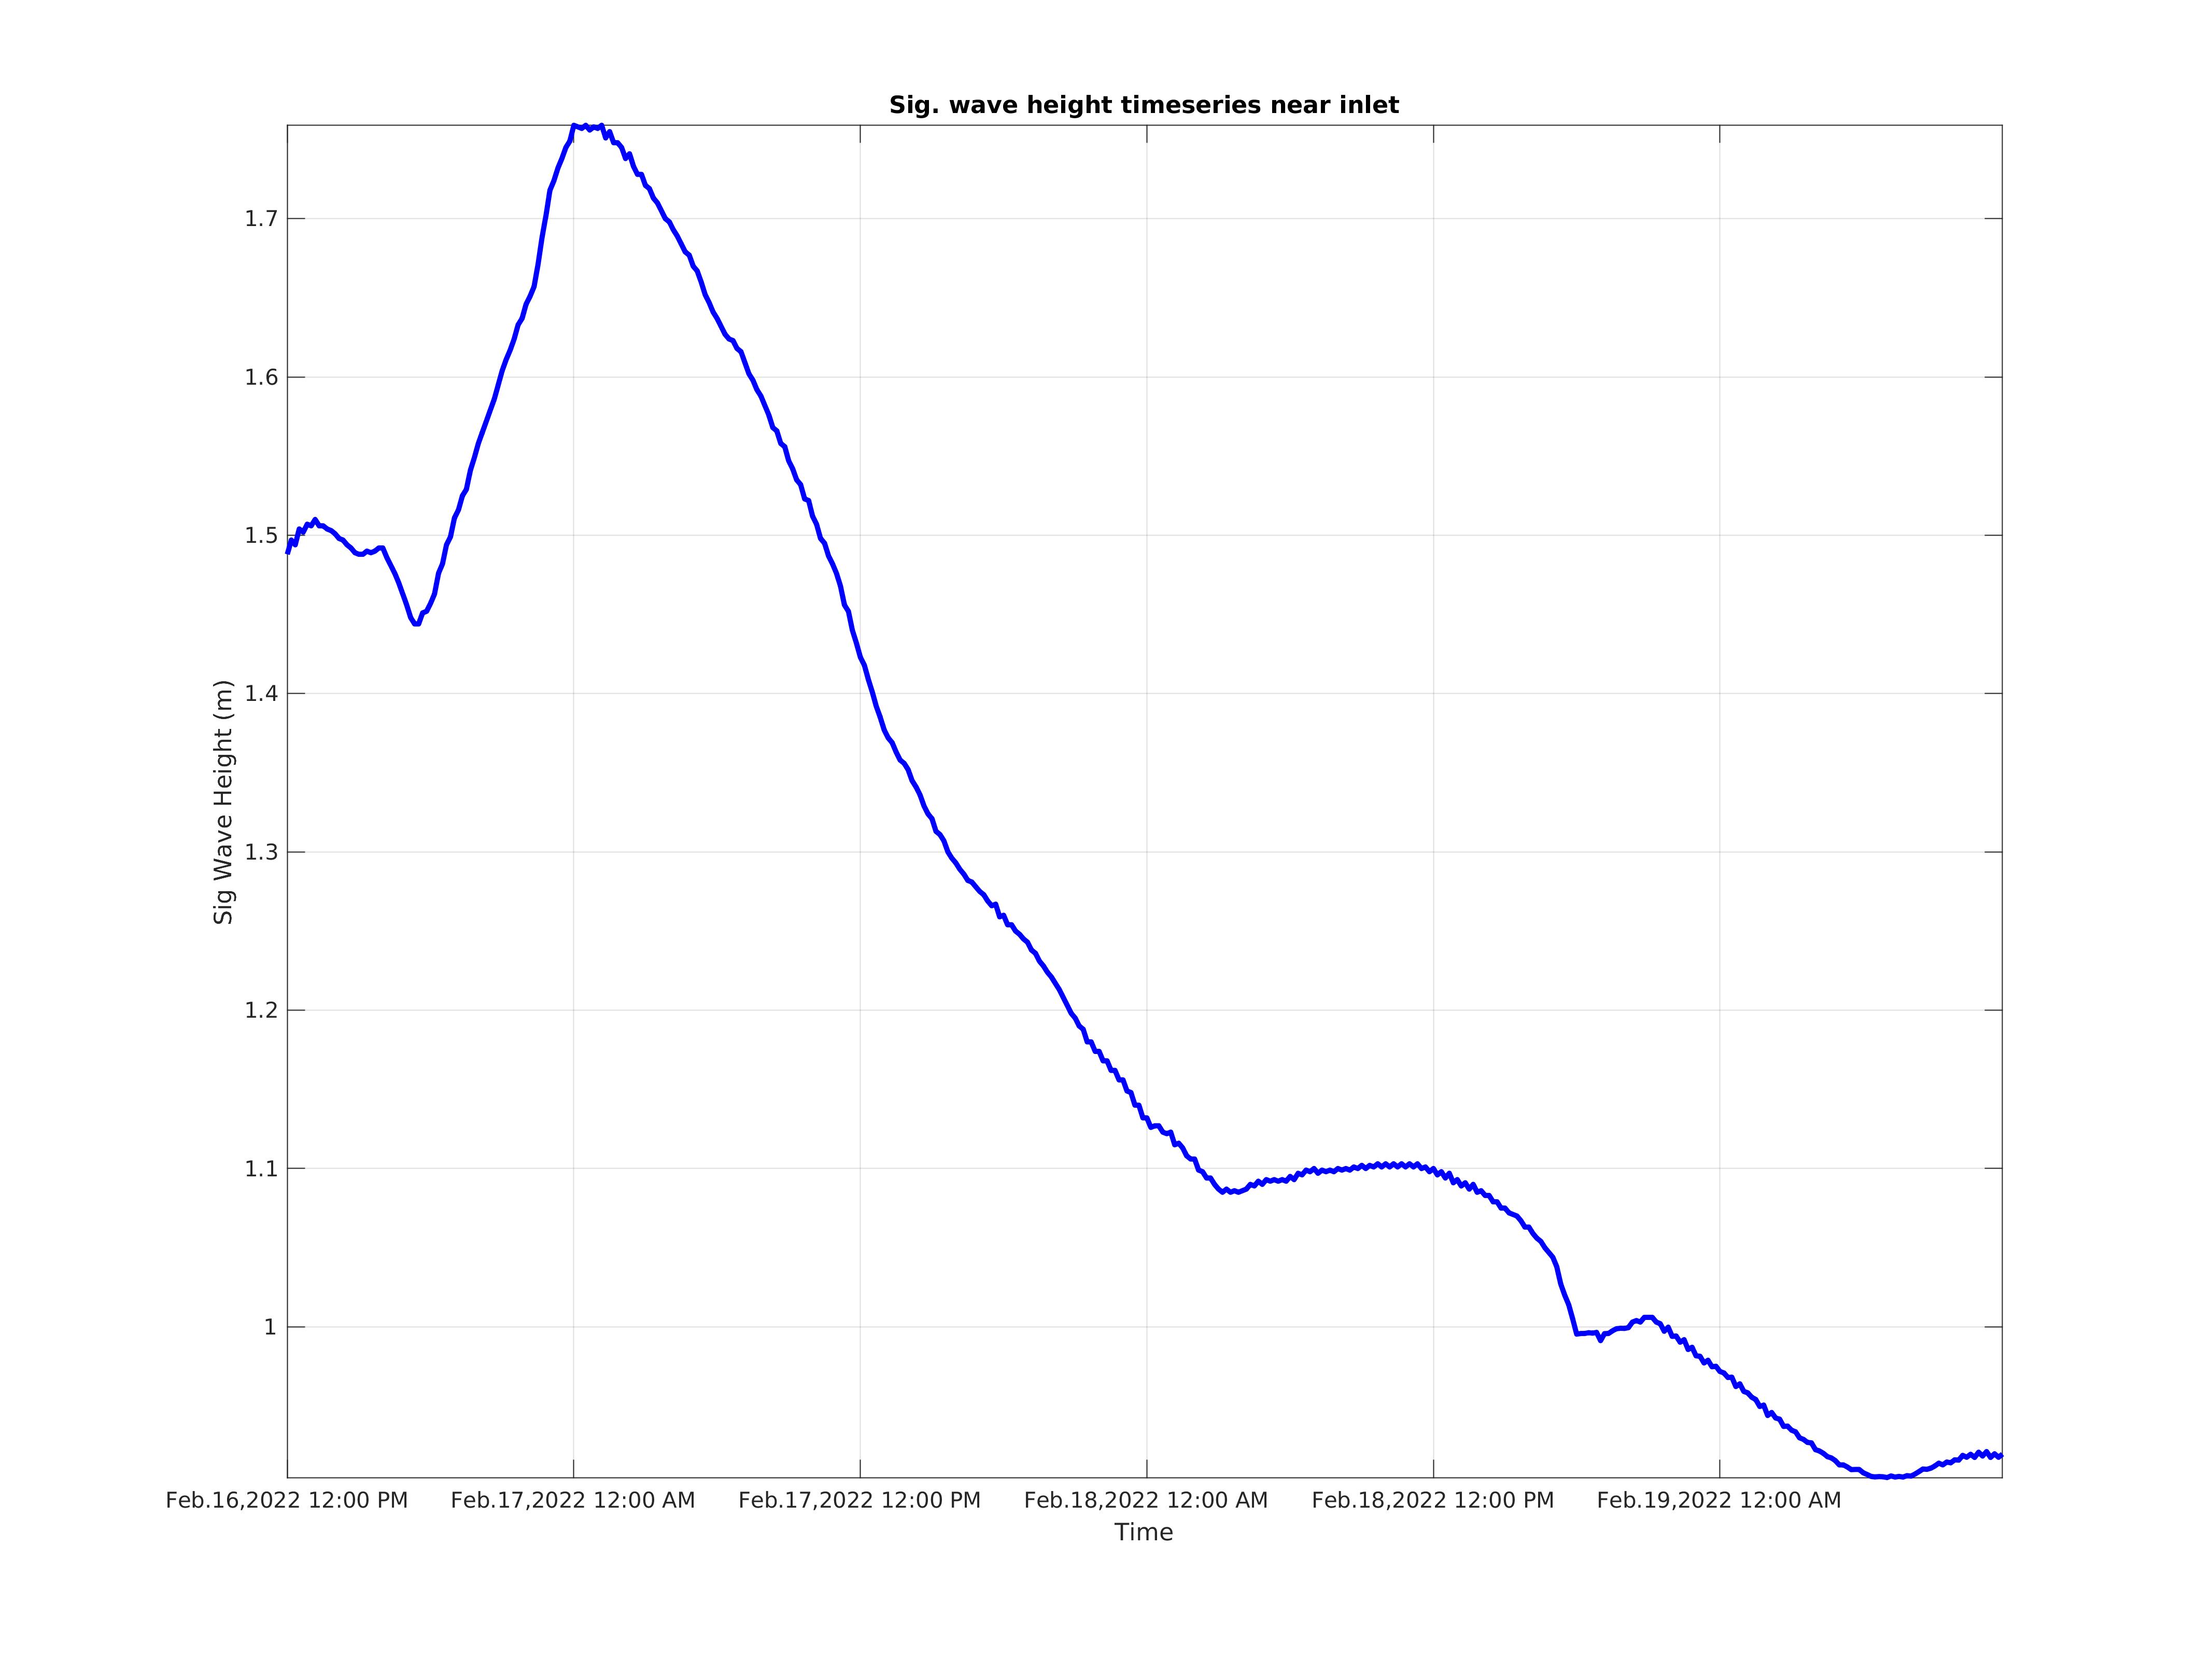 Sig. wave height timeseries near inlet
1.7
1.6
1.5
1.4
1.3
1.2
1.1
1
Sig Wave Height (m)
Feb.16,2022 12:00 PM Feb.17,2022 12:00 AM Feb.17,2022 12:00 PM Feb.18,2022 12:00 AM Feb.18,2022 12:00 PM Feb.19,2022 12:00 AM
Time